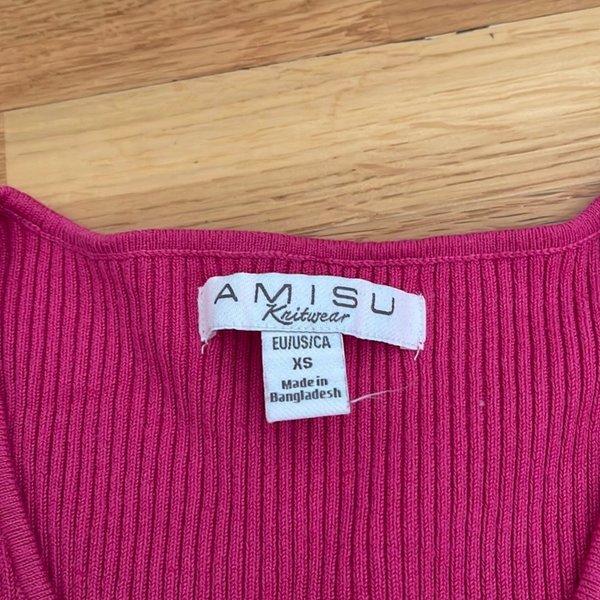 AMISU
Knitwear
EU/US/CA
XS
Made in
Bangladesh